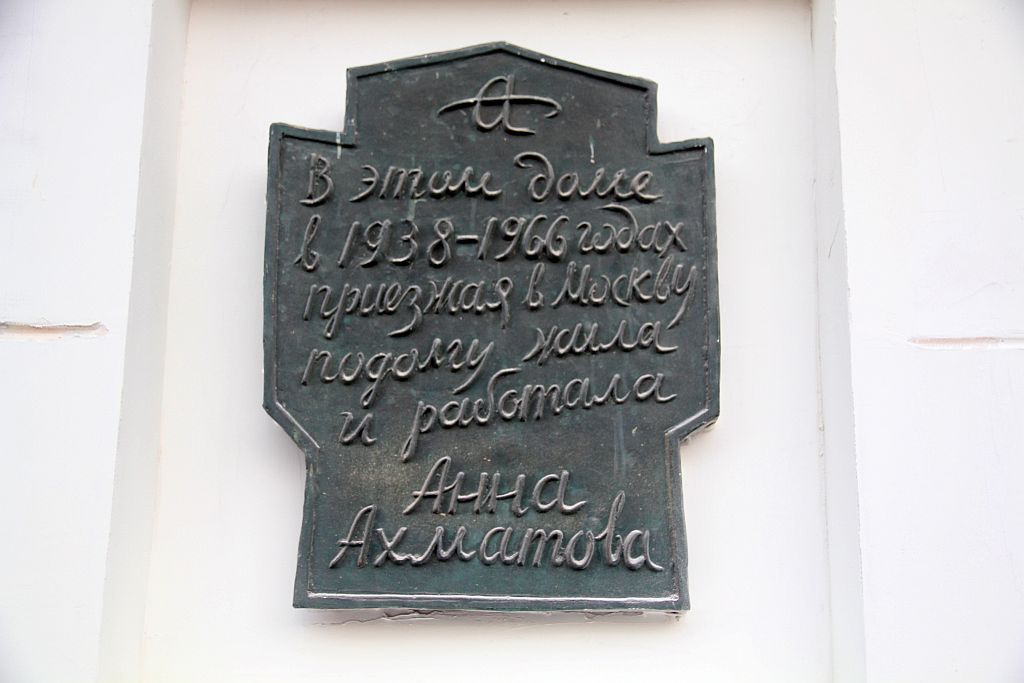 а
В этом доме
в 1938-1966 годах
приезжая в Москву
подолгу жила
и работала
Анна
Ахматова